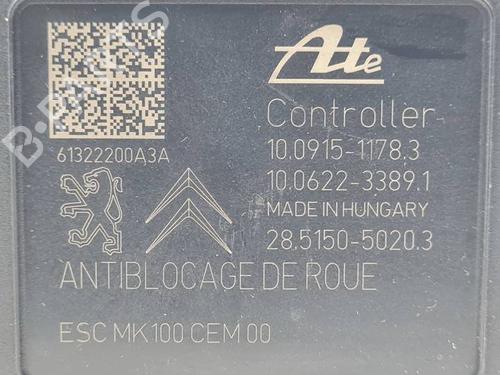 Ate
Controller
61322200A3A
10.0915-1178.3
10.0622-3389.1
MADE IN HUNGARY
28.5150-5020.3
ANTIBLOCAGE DE ROUE
ESC MK100 CEM 00
B-PARTS